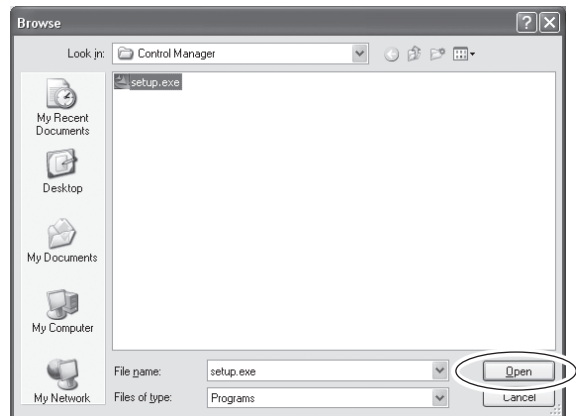 Browse
Look in: Control Manager
setup.exe
My Recent
Documents
Desktop
My Documents
My Computer
My Network
File name: setup.exe Open
Files of type: Programs Cancel